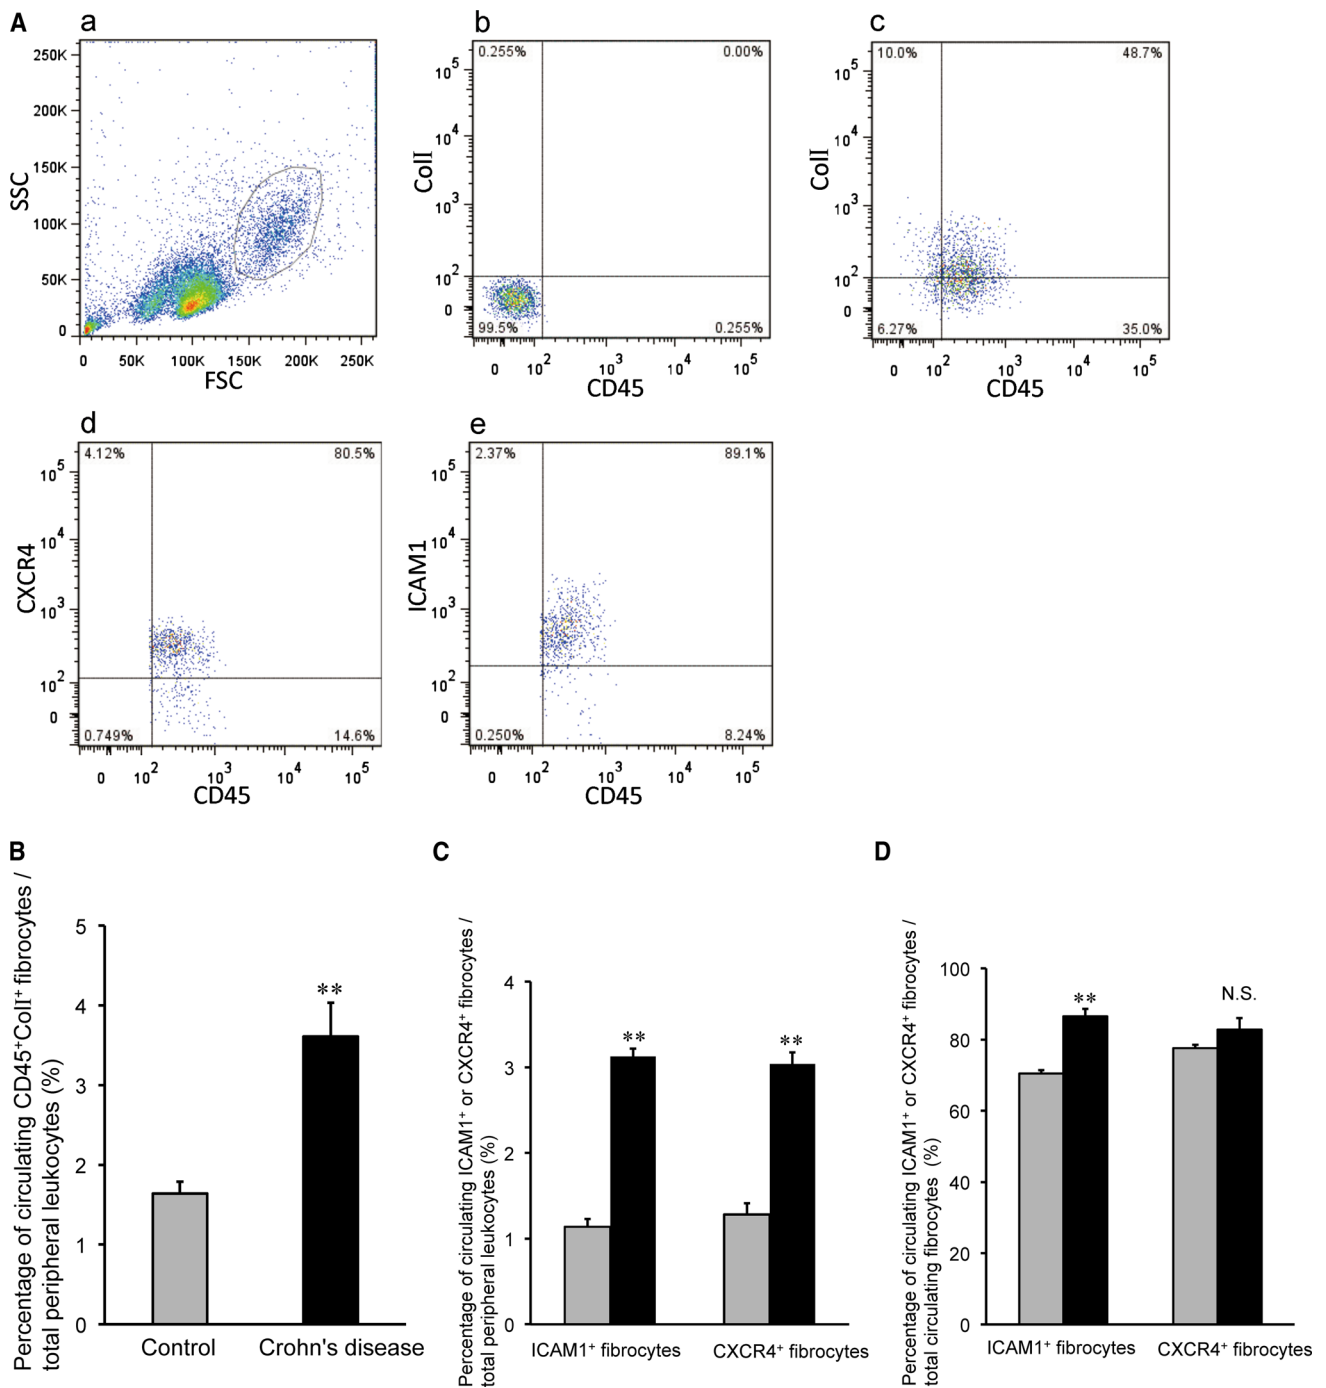 A
a
250K
200K
150K
100K
50K
0
SSC
0 50K 100K 150K 200K 250K
FSC
b
0.255% 0.00%
10^5
10^4
10^3
10^2
0
ColI
99.5% 0.255%
0 10^2 10^3 10^4 10^5
CD45
c
10.0% 48.7%
10^5
10^4
10^3
10^2
0
ColI
6.27% 35.0%
0 10^2 10^3 10^4 10^5
CD45
d
4.12% 80.5%
10^5
10^4
10^3
10^2
0
CXCR4
0.749% 14.6%
0 10^2 10^3 10^4 10^5
CD45
e
2.37% 89.1%
10^5
10^4
10^3
10^2
0
ICAM1
0.250% 8.24%
0 10^2 10^3 10^4 10^5
CD45
B
Percentage of circulating CD45⁺ColI⁺ fibrocytes /
total peripheral leukocytes (%)
5
4
3
2
1
0
**
Control Crohn's disease
C
Percentage of circulating ICAM1⁺ or CXCR4⁺ fibrocytes /
total peripheral leukocytes (%)
4
3
2
1
0
** **
ICAM1⁺ fibrocytes CXCR4⁺ fibrocytes
D
Percentage of circulating ICAM1⁺ or CXCR4⁺ fibrocytes /
total circulating fibrocytes (%)
100
80
60
40
20
0
** N.S.
ICAM1⁺ fibrocytes CXCR4⁺ fibrocytes